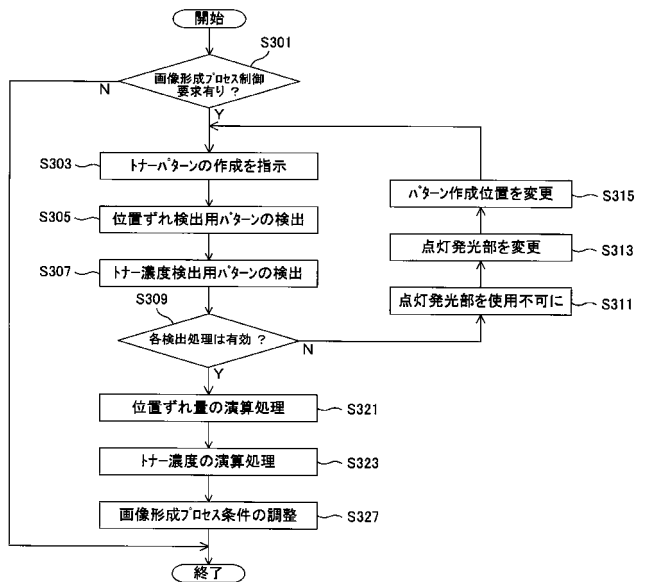 開始
S301
画像形成プロセス制御
要求有り？
N
Y
S303
トナーパターンの作成を指示
S305
位置ずれ検出用パターンの検出
S307
トナー濃度検出用パターンの検出
S309
各検出処理は有効？
N
Y
パターン作成位置を変更
S315
点灯発光部を変更
S313
点灯発光部を使用不可に
S311
位置ずれ量の演算処理
S321
トナー濃度の演算処理
S323
画像形成プロセス条件の調整
S327
終了